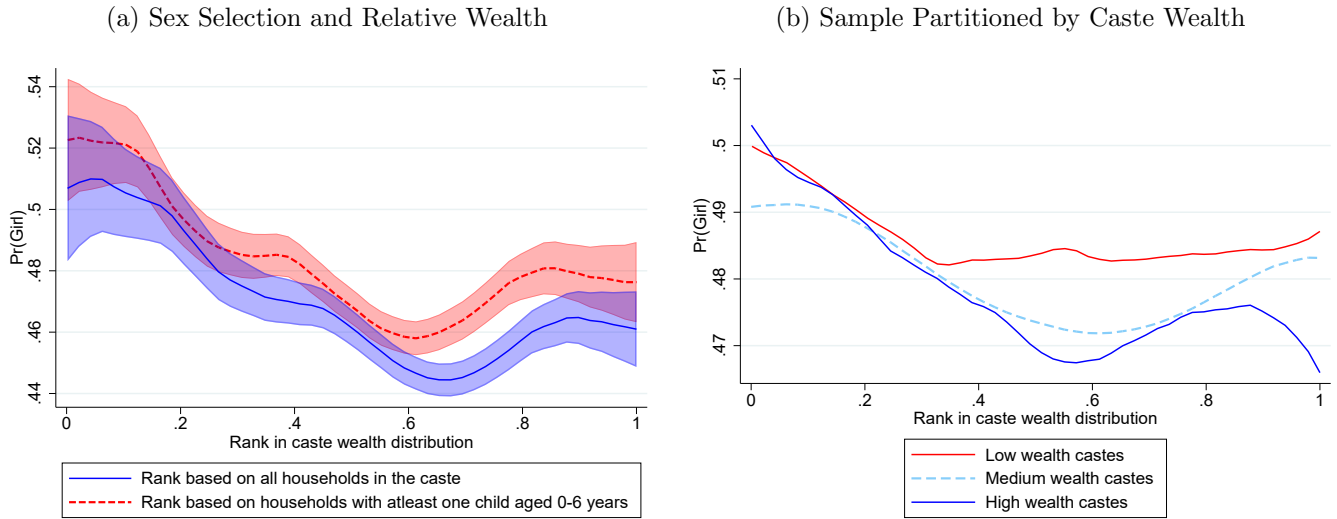 (a) Sex Selection and Relative Wealth
Pr(Girl)
.54
.52
.5
.48
.46
.44
0 .2 .4 .6 .8 1
Rank in caste wealth distribution
Rank based on all households in the caste
Rank based on households with atleast one child aged 0-6 years
(b) Sample Partitioned by Caste Wealth
Pr(Girl)
.51
.5
.49
.48
.47
0 .2 .4 .6 .8 1
Rank in caste wealth distribution
Low wealth castes
Medium wealth castes
High wealth castes